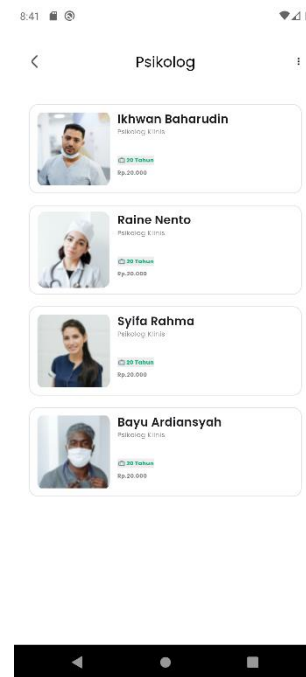 8:41
Psikolog
Ikhwan Baharudin
Psikolog Klinis
20 Tahun
Rp.20.000
Raine Nento
Psikolog Klinis
20 Tahun
Rp.20.000
Syifa Rahma
Psikolog Klinis
20 Tahun
Rp.20.000
Bayu Ardiansyah
Psikolog Klinis
20 Tahun
Rp.20.000